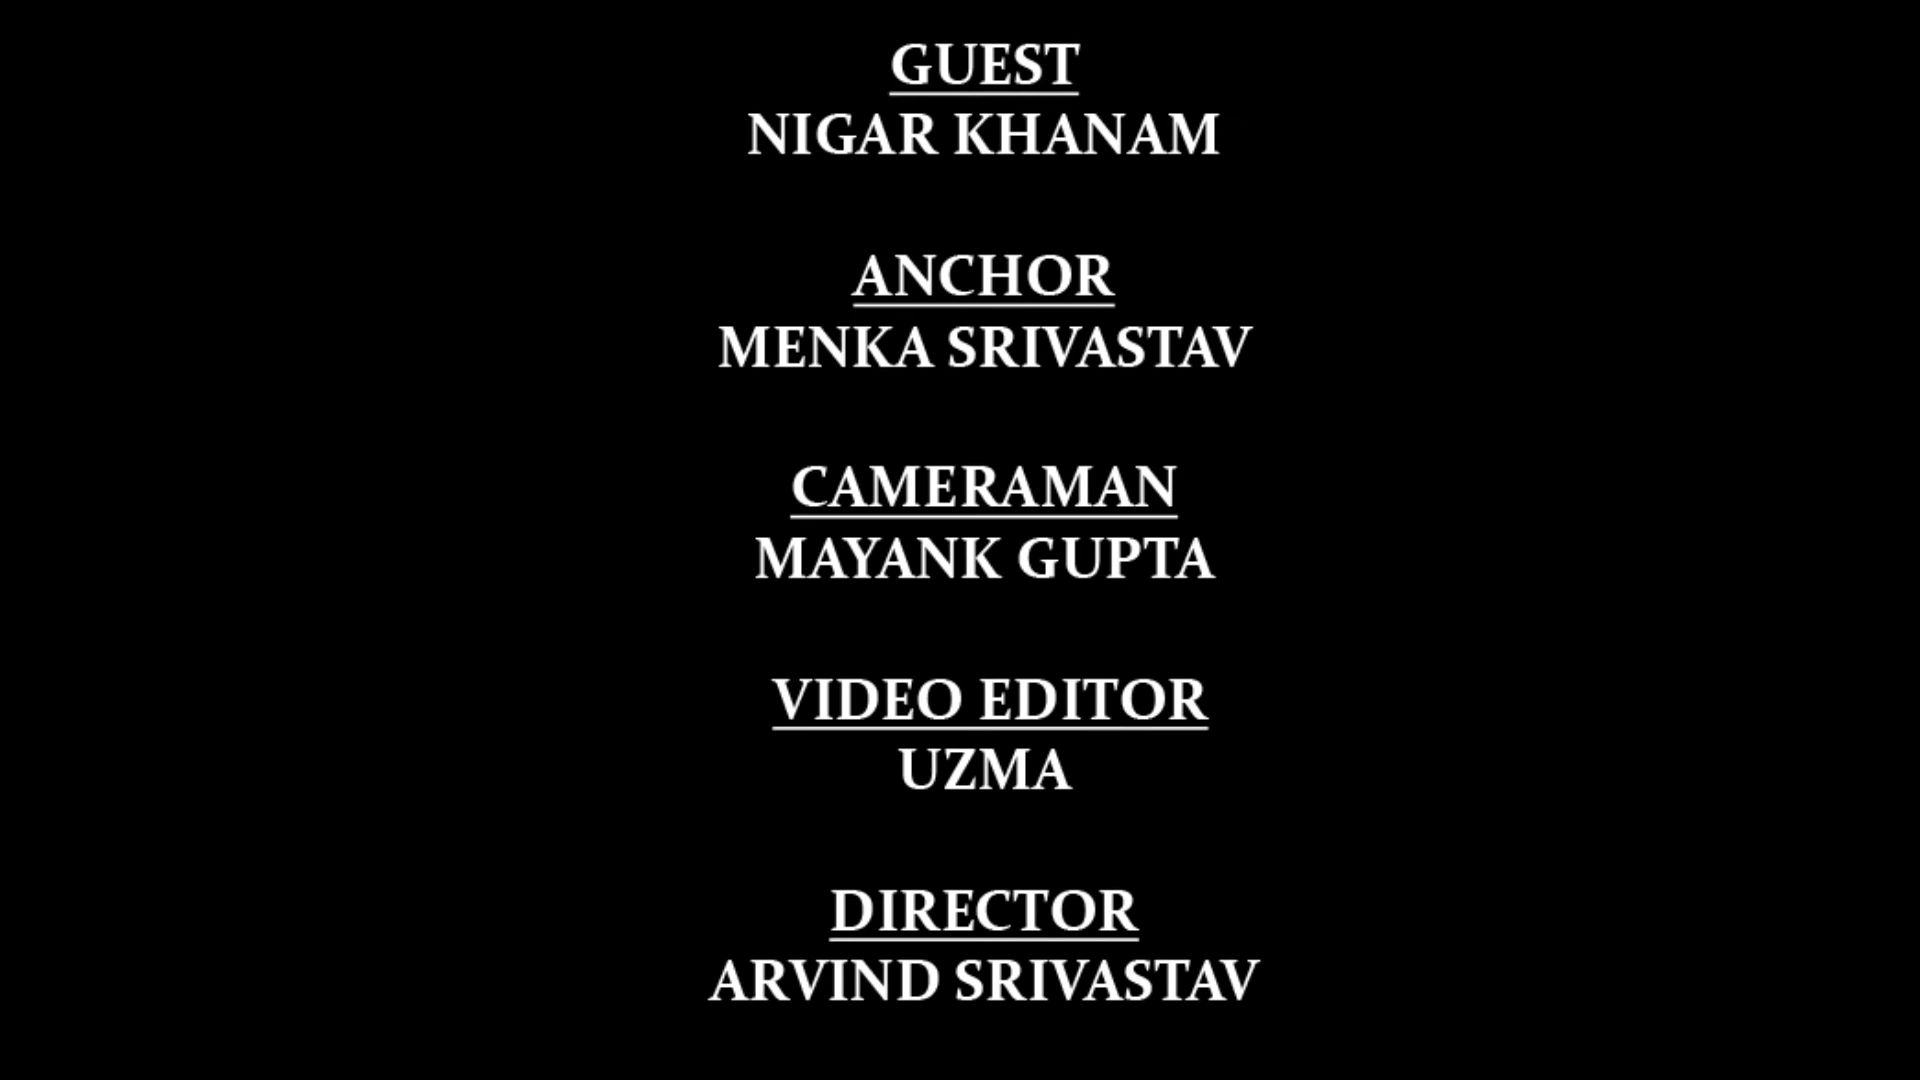 GUEST
NIGAR KHANAM
ANCHOR
MENKA SRIVASTAV
CAMERAMAN
MAYANK GUPTA
VIDEO EDITOR
UZMA
DIRECTOR
ARVIND SRIVASTAV